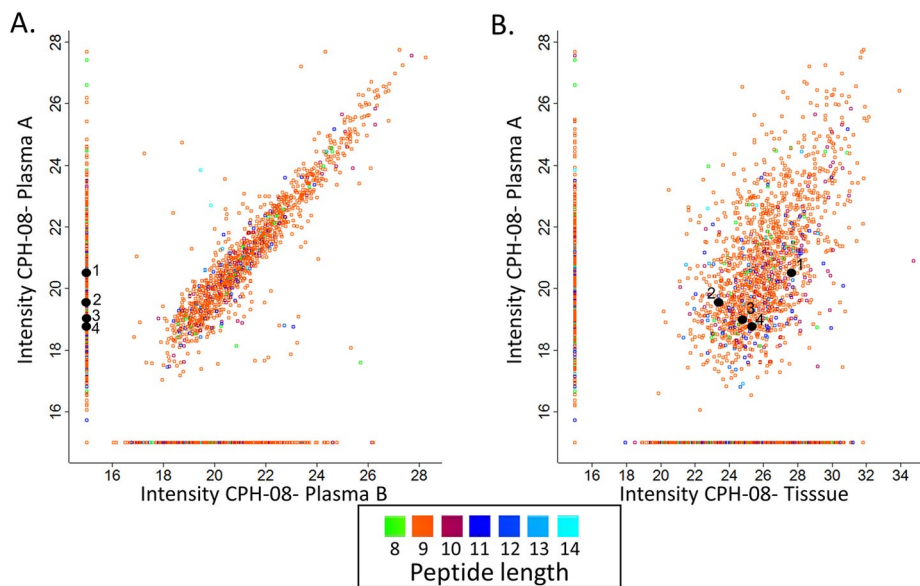 A.
B.
Intensity CPH-08- Plasma A
28
26
24
22
20
18
16
1
2
3
4
16 18 20 22 24 26 28
Intensity CPH-08- Plasma B
Intensity CPH-08- Plasma A
28
26
24
22
20
18
16
1
2
3
4
16 18 20 22 24 26 28 30 32 34
Intensity CPH-08- Tisssue
8 9 10 11 12 13 14
Peptide length